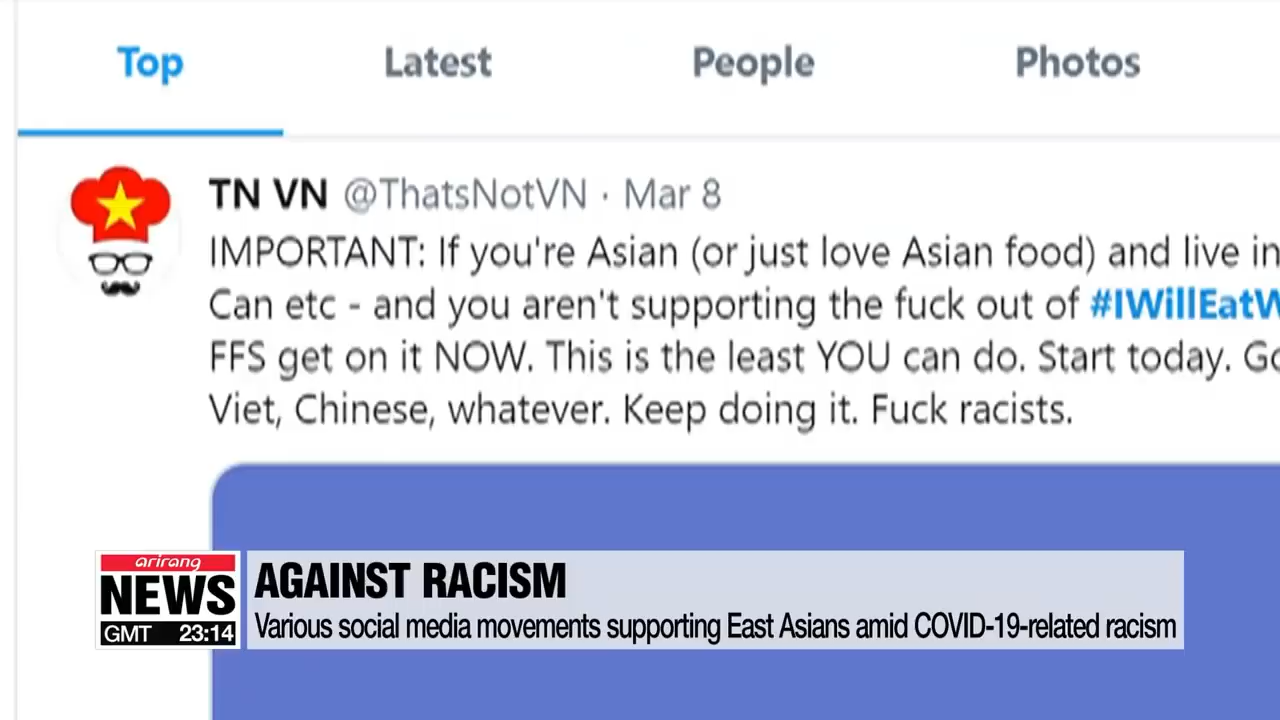 Top Latest People Photos
TN VN @ThatsNotVN · Mar 8
IMPORTANT: If you're Asian (or just love Asian food) and live in
Can etc - and you aren't supporting the fuck out of #IWillEatW
FFS get on it NOW. This is the least YOU can do. Start today. Go
Viet, Chinese, whatever. Keep doing it. Fuck racists.
arirang
NEWS
GMT 23:14
AGAINST RACISM
Various social media movements supporting East Asians amid COVID-19-related racism